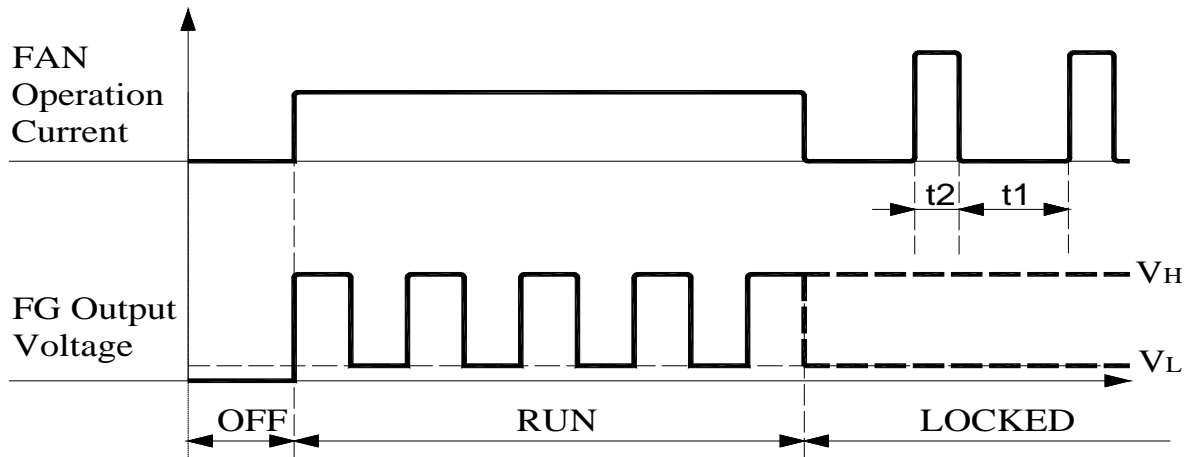 FAN
Operation
Current
t2
t1
FG Output
Voltage
VH
VL
OFF
RUN
LOCKED